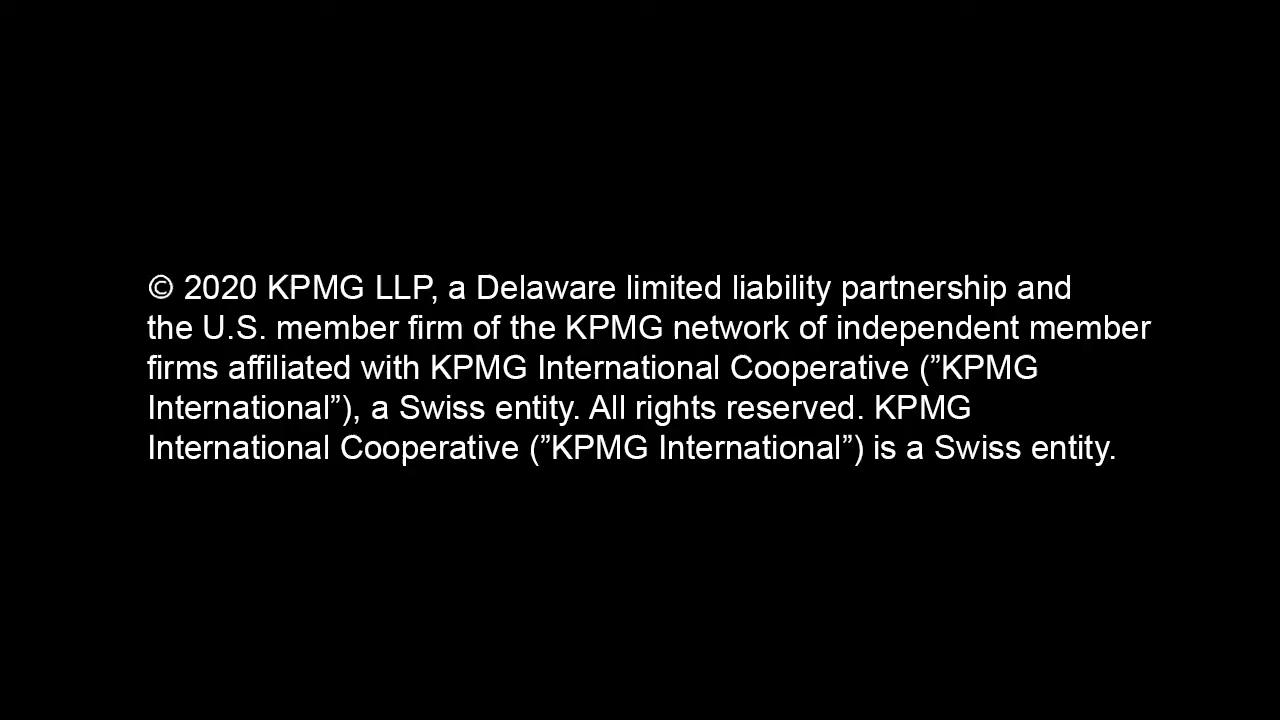 © 2020 KPMG LLP, a Delaware limited liability partnership and
the U.S. member firm of the KPMG network of independent member
firms affiliated with KPMG International Cooperative (”KPMG
International”), a Swiss entity. All rights reserved. KPMG
International Cooperative (”KPMG International”) is a Swiss entity.